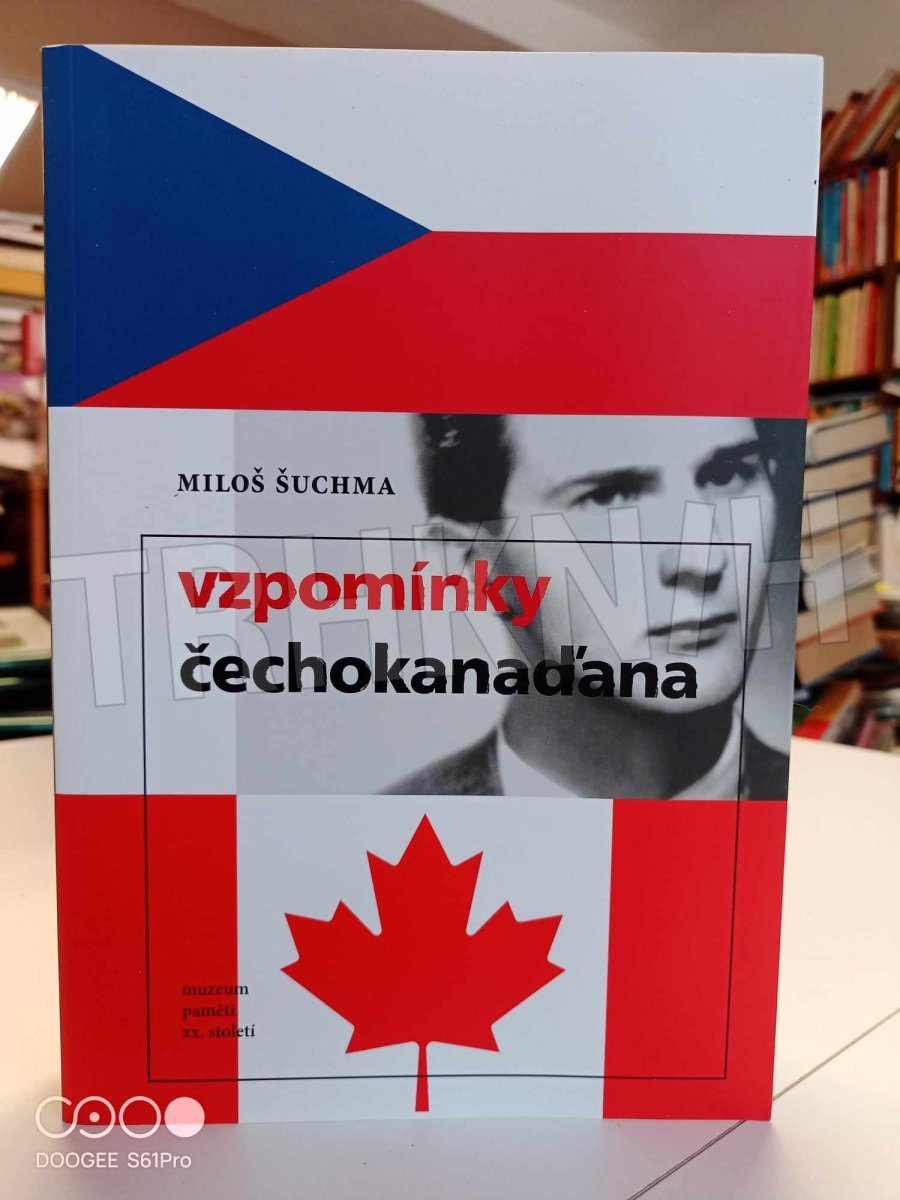 MILOŠ ŠUCHMA
TRHKNIH
vzpomínky
čechokanaďana
muzeum
paměti
xx. století
DOOGEE S61Pro